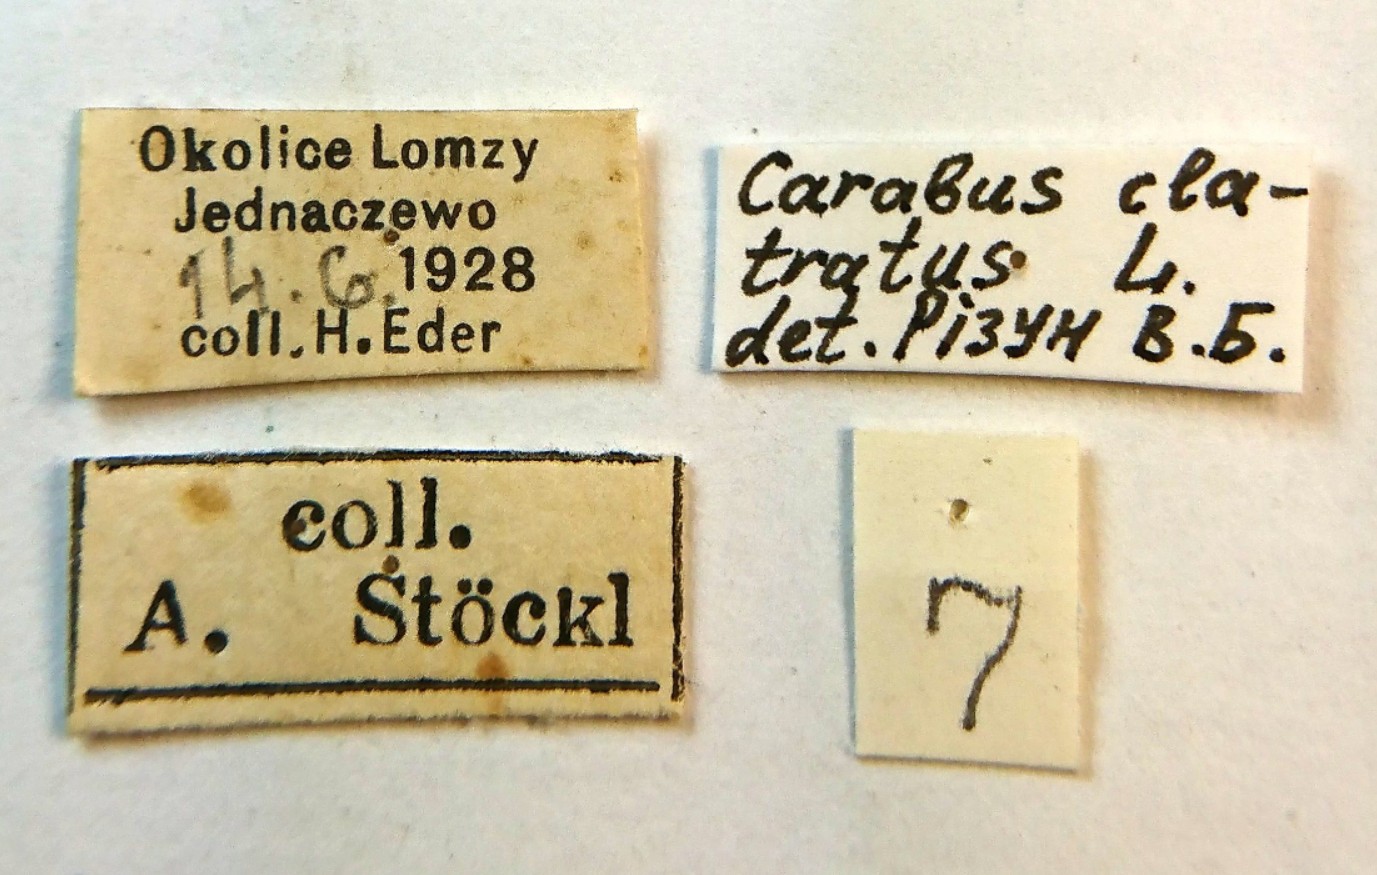 Okolice Lomzy
Jednaczewo
14.6.1928
coll. H. Eder
Carabus cla-
tratus L.
det. Різун В.Б.
coll.
A. Stöckl
7